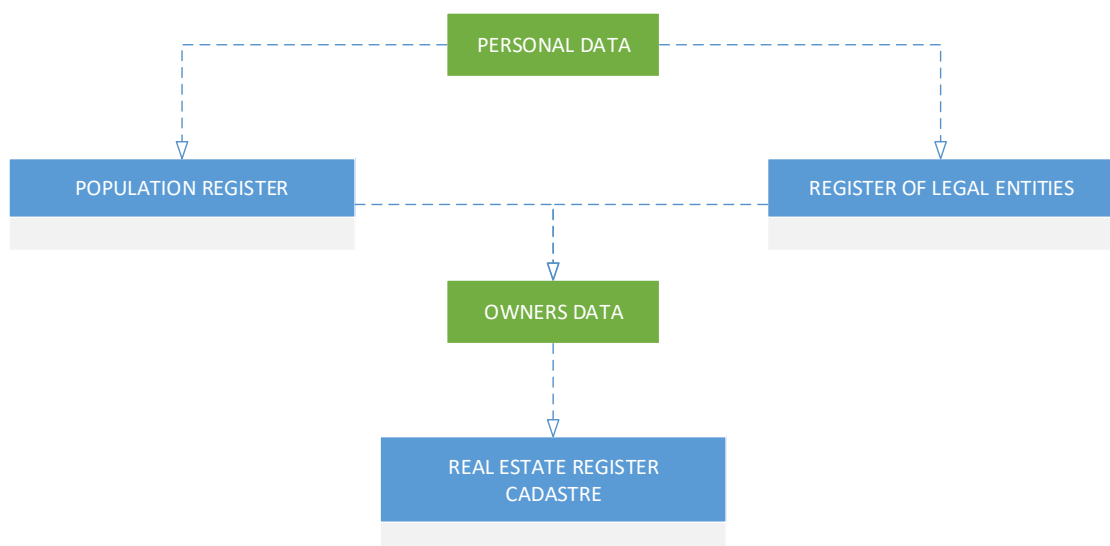 PERSONAL DATA
POPULATION REGISTER
REGISTER OF LEGAL ENTITIES
OWNERS DATA
REAL ESTATE REGISTER
CADASTRE